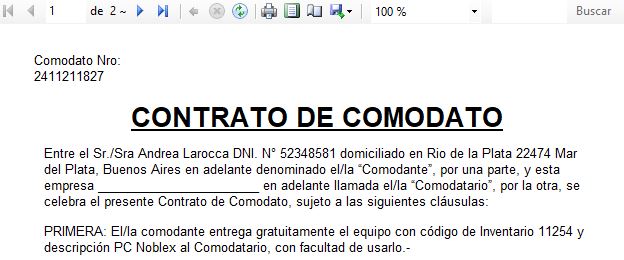 1 de 2 ~ 100 % Buscar
Comodato Nro:
2411211827
CONTRATO DE COMODATO
Entre el Sr./Sra Andrea Larocca DNI. N° 52348581 domiciliado en Rio de la Plata 22474 Mar
del Plata, Buenos Aires en adelante denominado el/la “Comodante”, por una parte, y esta
empresa ______________________ en adelante llamada el/la “Comodatario”, por la otra, se
celebra el presente Contrato de Comodato, sujeto a las siguientes cláusulas:
PRIMERA: El/la comodante entrega gratuitamente el equipo con código de Inventario 11254 y
descripción PC Noblex al Comodatario, con facultad de usarlo.-